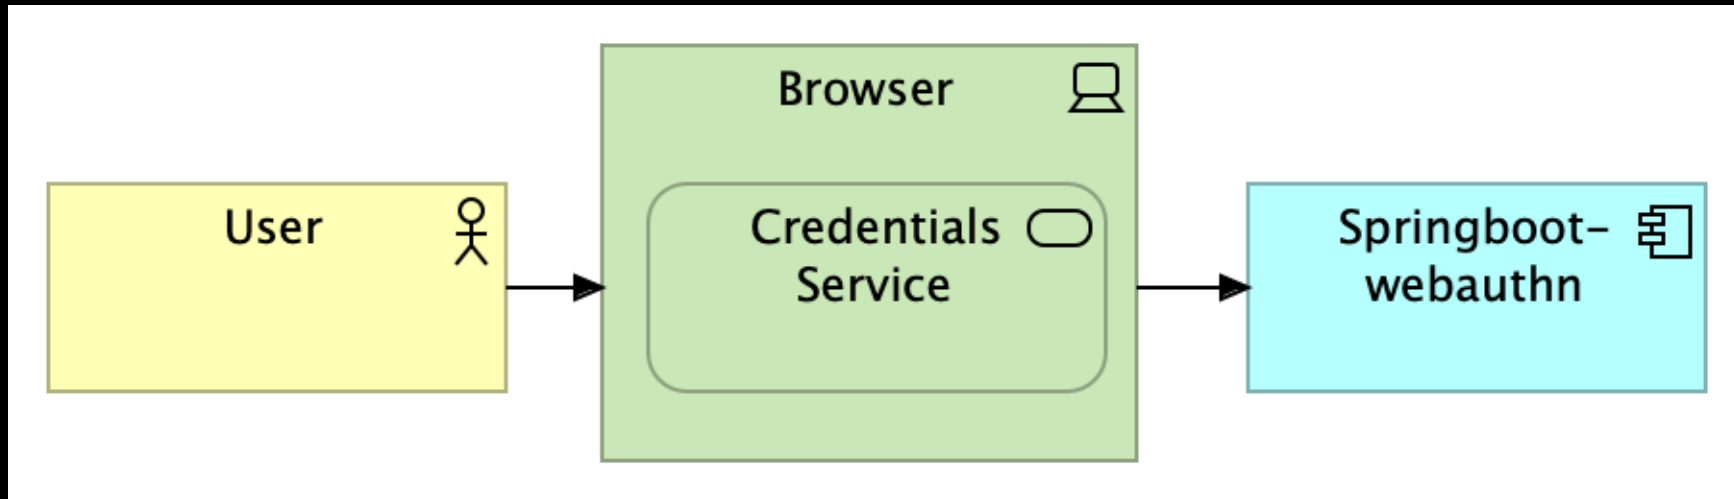 User
Browser
Credentials
Service
Springboot-
webauthn